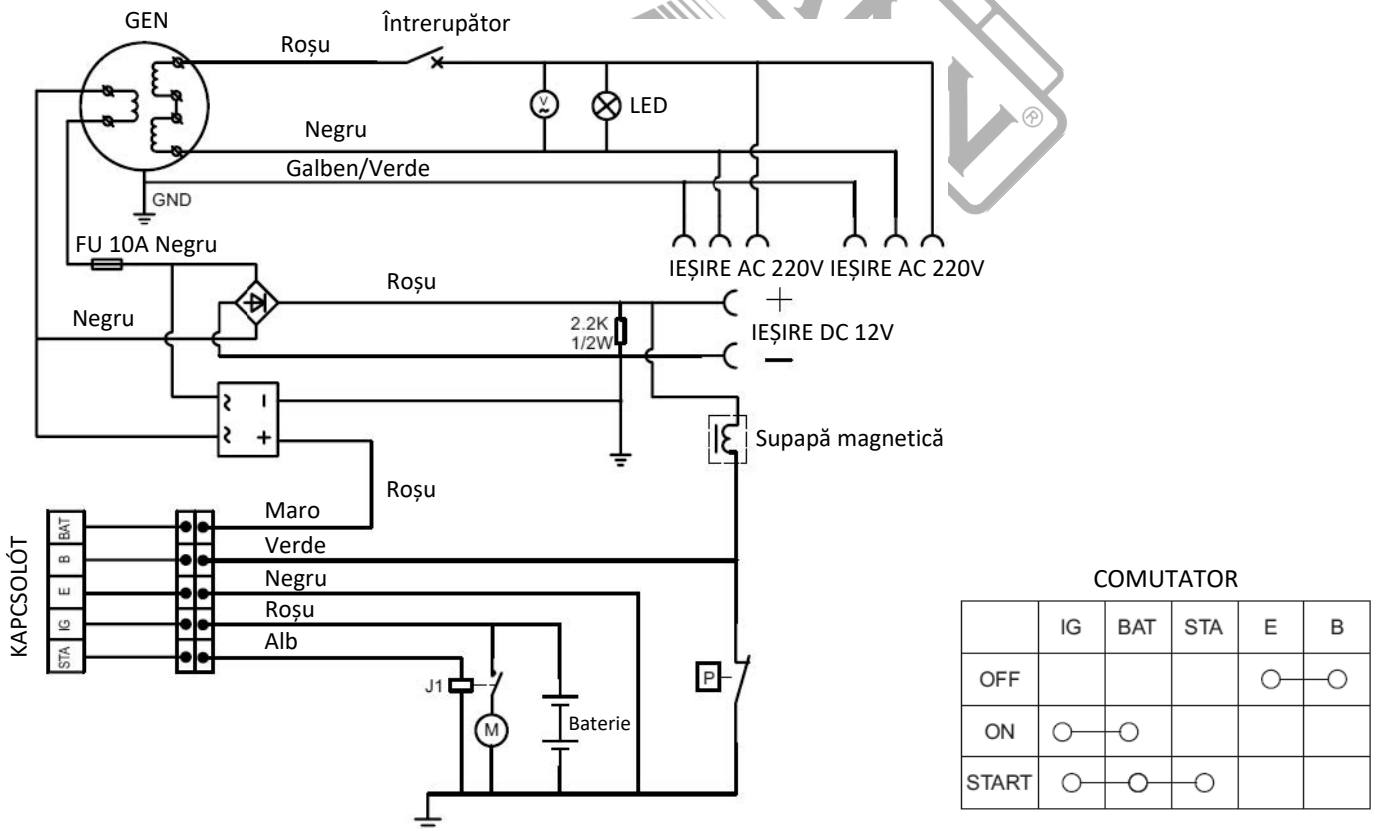 GEN
Întrerupător
Roșu
V
~
LED
Negru
Galben/Verde
GND
FU 10A Negru
IEȘIRE AC 220V IEȘIRE AC 220V
Roșu
+
Negru
2.2K
1/2W
IEȘIRE DC 12V
–
~ –
~ +
Supapă magnetică
Roșu
KAPCSOLÓT
BAT
Maro
B
Verde
E
Negru
IG
Roșu
STA
Alb
J1
M
Baterie
P
COMUTATOR
IG BAT STA E B
OFF
ON
START
®